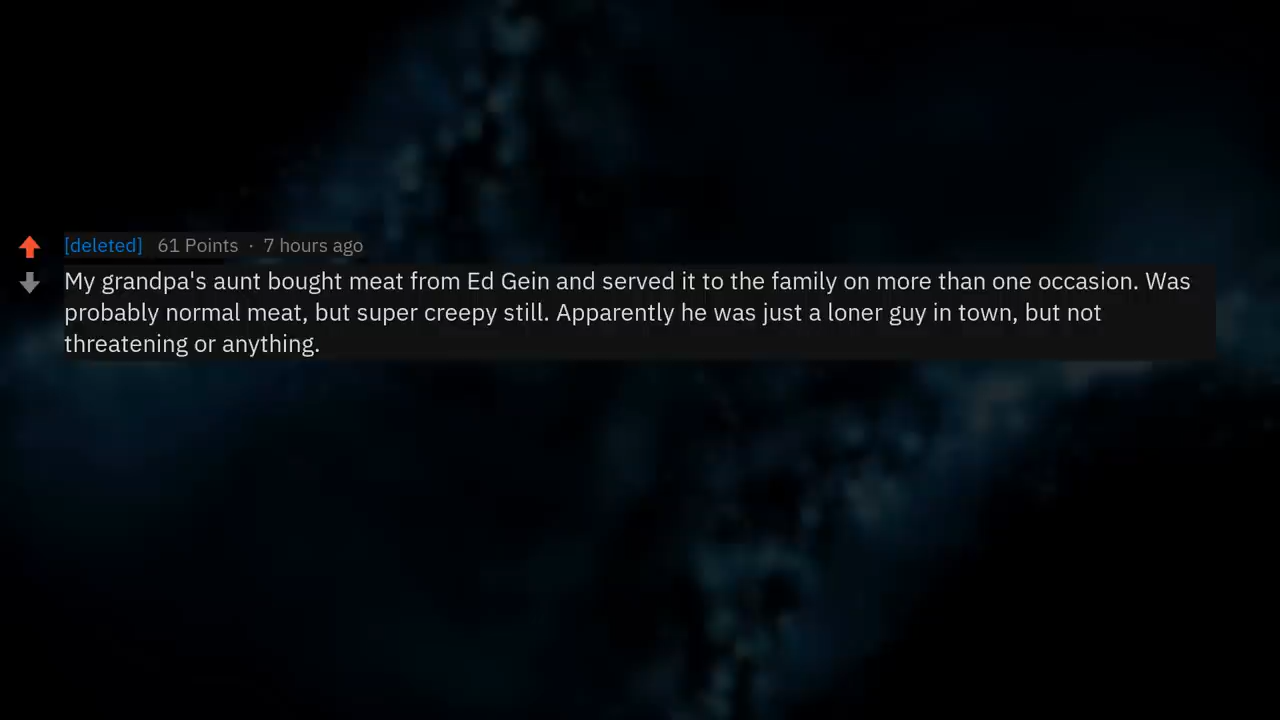 [deleted] 61 Points · 7 hours ago
My grandpa's aunt bought meat from Ed Gein and served it to the family on more than one occasion. Was
probably normal meat, but super creepy still. Apparently he was just a loner guy in town, but not
threatening or anything.